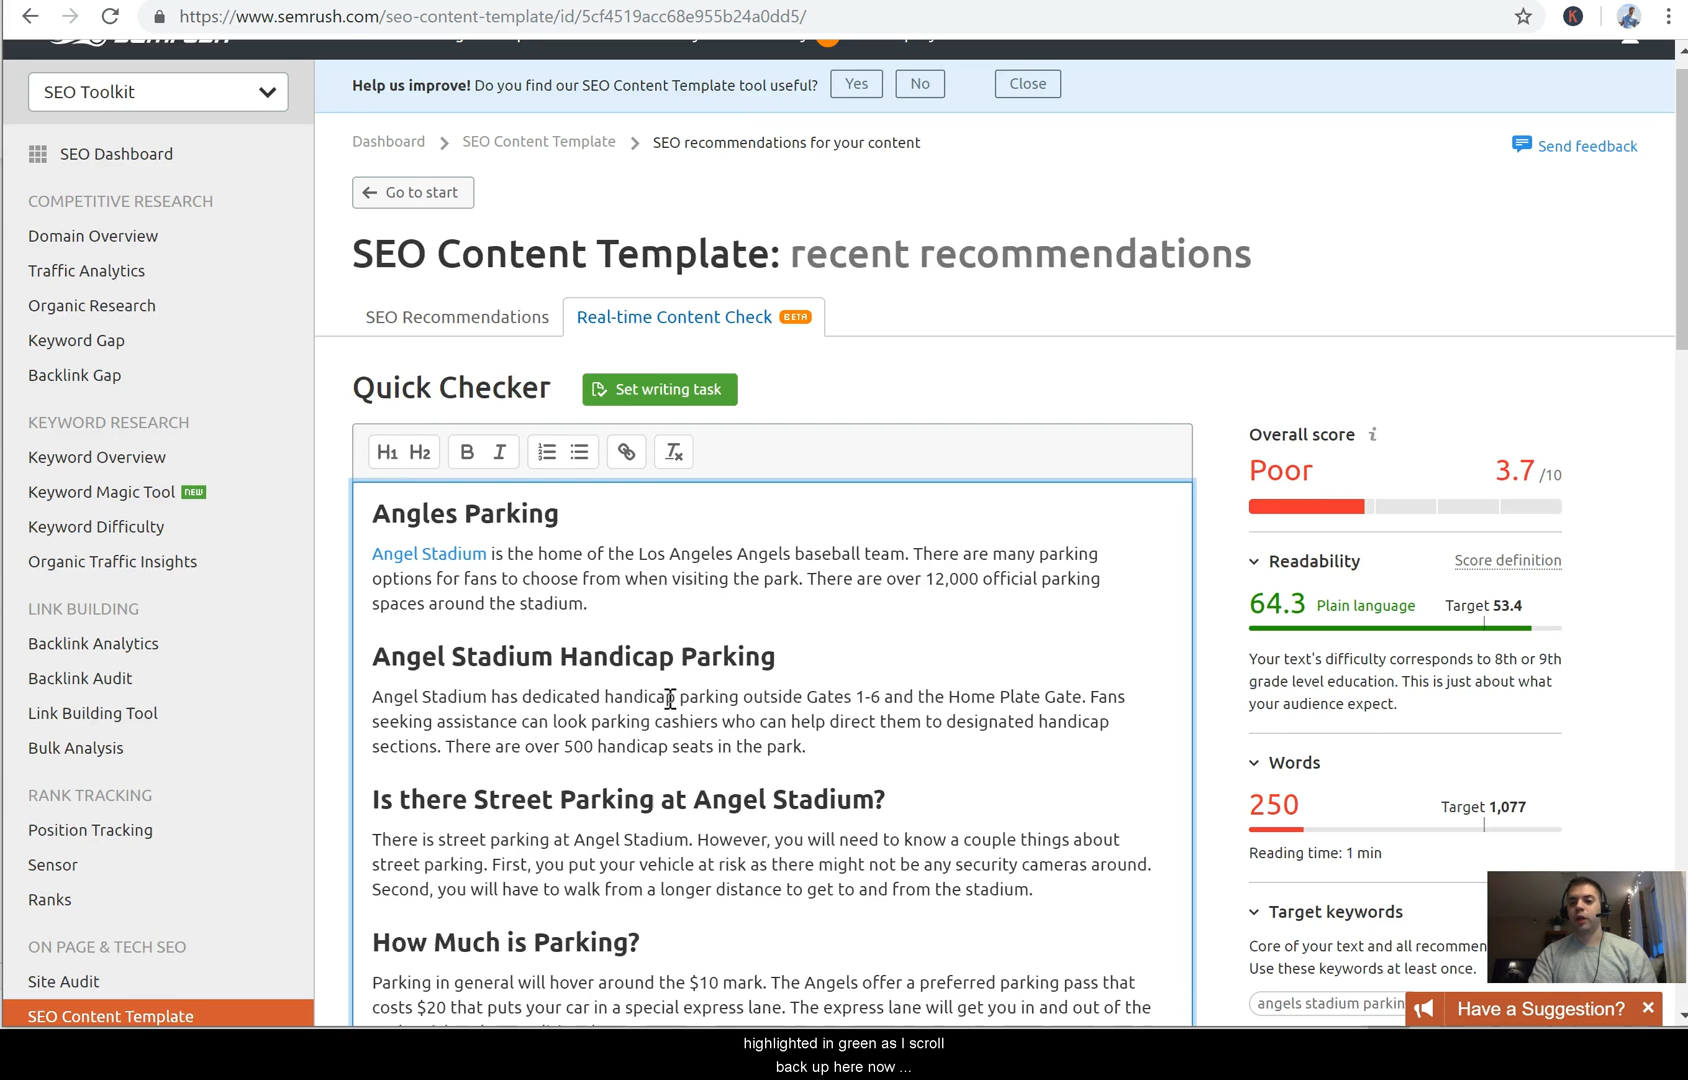 https://www.semrush.com/seo-content-template/id/5cf4519acc68e955b24a0dd5/
K
SEO Toolkit
SEO Dashboard
COMPETITIVE RESEARCH
Domain Overview
Traffic Analytics
Organic Research
Keyword Gap
Backlink Gap
KEYWORD RESEARCH
Keyword Overview
Keyword Magic Tool NEW
Keyword Difficulty
Organic Traffic Insights
LINK BUILDING
Backlink Analytics
Backlink Audit
Link Building Tool
Bulk Analysis
RANK TRACKING
Position Tracking
Sensor
Ranks
ON PAGE & TECH SEO
Site Audit
SEO Content Template
Help us improve! Do you find our SEO Content Template tool useful? Yes No Close
Dashboard > SEO Content Template > SEO recommendations for your content
Send feedback
← Go to start
SEO Content Template: recent recommendations
SEO Recommendations
Real-time Content Check BETA
Quick Checker
Set writing task
H1 H2 B I
Angles Parking
Angel Stadium is the home of the Los Angeles Angels baseball team. There are many parking
options for fans to choose from when visiting the park. There are over 12,000 official parking
spaces around the stadium.
Angel Stadium Handicap Parking
Angel Stadium has dedicated handicap parking outside Gates 1-6 and the Home Plate Gate. Fans
seeking assistance can look parking cashiers who can help direct them to designated handicap
sections. There are over 500 handicap seats in the park.
Is there Street Parking at Angel Stadium?
There is street parking at Angel Stadium. However, you will need to know a couple things about
street parking. First, you put your vehicle at risk as there might not be any security cameras around.
Second, you will have to walk from a longer distance to get to and from the stadium.
How Much is Parking?
Parking in general will hover around the $10 mark. The Angels offer a preferred parking pass that
costs $20 that puts your car in a special express lane. The express lane will get you in and out of the
Overall score i
Poor 3.7 /10
Readability Score definition
64.3 Plain language Target 53.4
Your text's difficulty corresponds to 8th or 9th
grade level education. This is just about what
your audience expect.
Words
250 Target 1,077
Reading time: 1 min
Target keywords
Core of your text and all recommen
Use these keywords at least once.
angels stadium parkin
Have a Suggestion? ×
highlighted in green as I scroll
back up here now ...